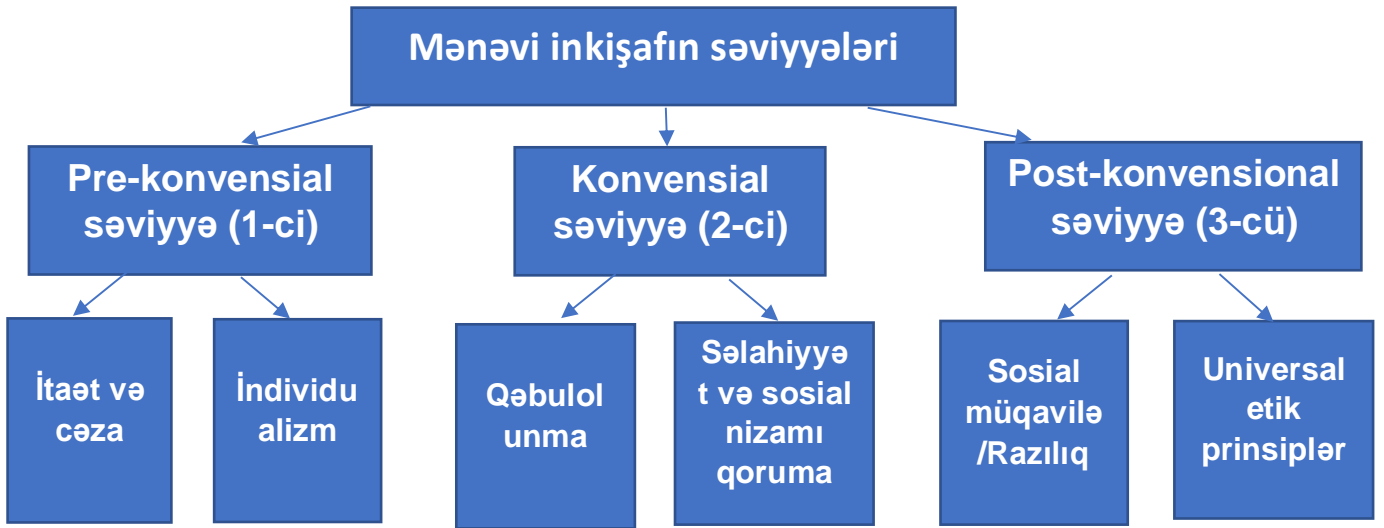 Mənəvi inkişafın səviyyələri
Pre-konvensial
səviyyə (1-ci)
Konvensial
səviyyə (2-ci)
Post-konvensional
səviyyə (3-cü)
İtaət və
cəza
İndividu
alizm
Qəbulol
unma
Səlahiyyə
t və sosial
nizamı
qoruma
Sosial
müqavilə
/Razılıq
Universal
etik
prinsiplər